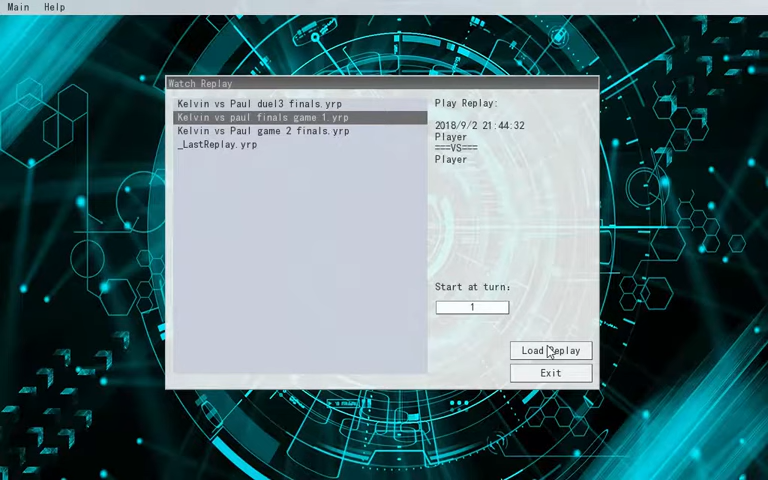 Main Help
Watch Replay
Kelvin vs Paul duel3 finals.yrp
Kelvin vs paul finals game 1.yrp
Kelvin vs Paul game 2 finals.yrp
_LastReplay.yrp
Play Replay:
2018/9/2 21:44:32
Player
===VS===
Player
Start at turn:
1
Load Replay
Exit